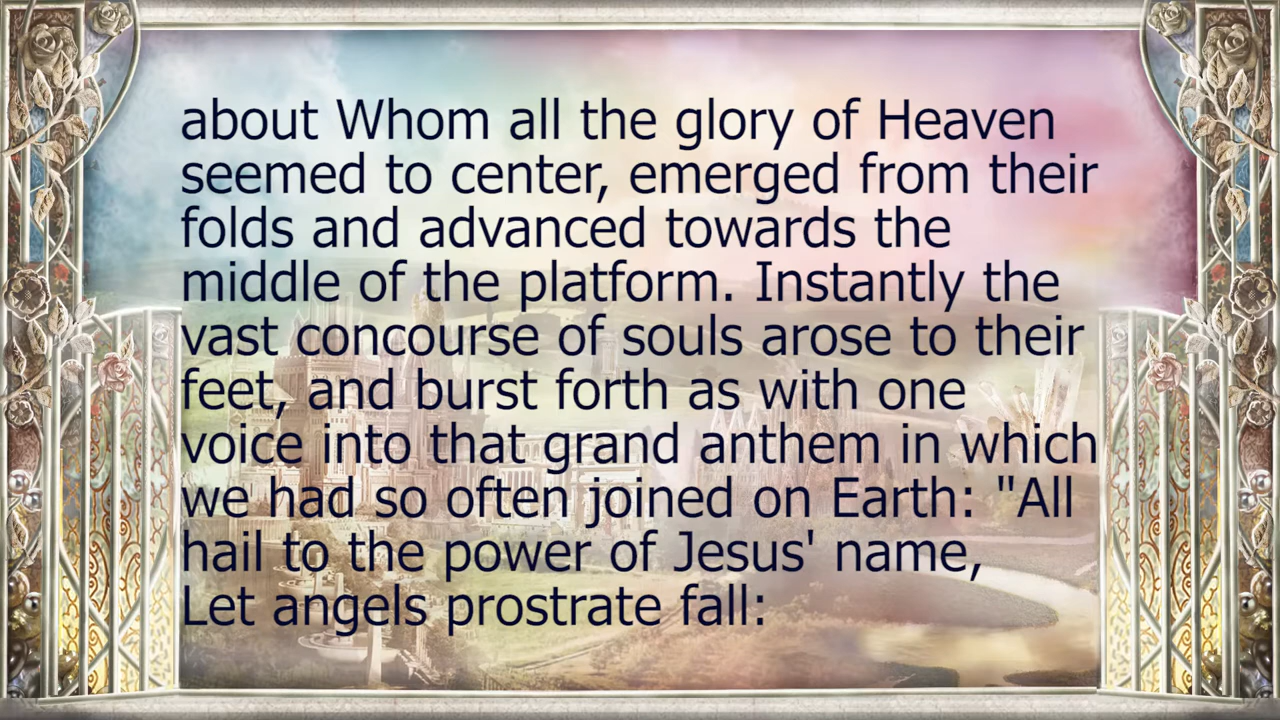 about Whom all the glory of Heaven
seemed to center, emerged from their
folds and advanced towards the
middle of the platform. Instantly the
vast concourse of souls arose to their
feet, and burst forth as with one
voice into that grand anthem in which
we had so often joined on Earth: "All
hail to the power of Jesus' name,
Let angels prostrate fall: